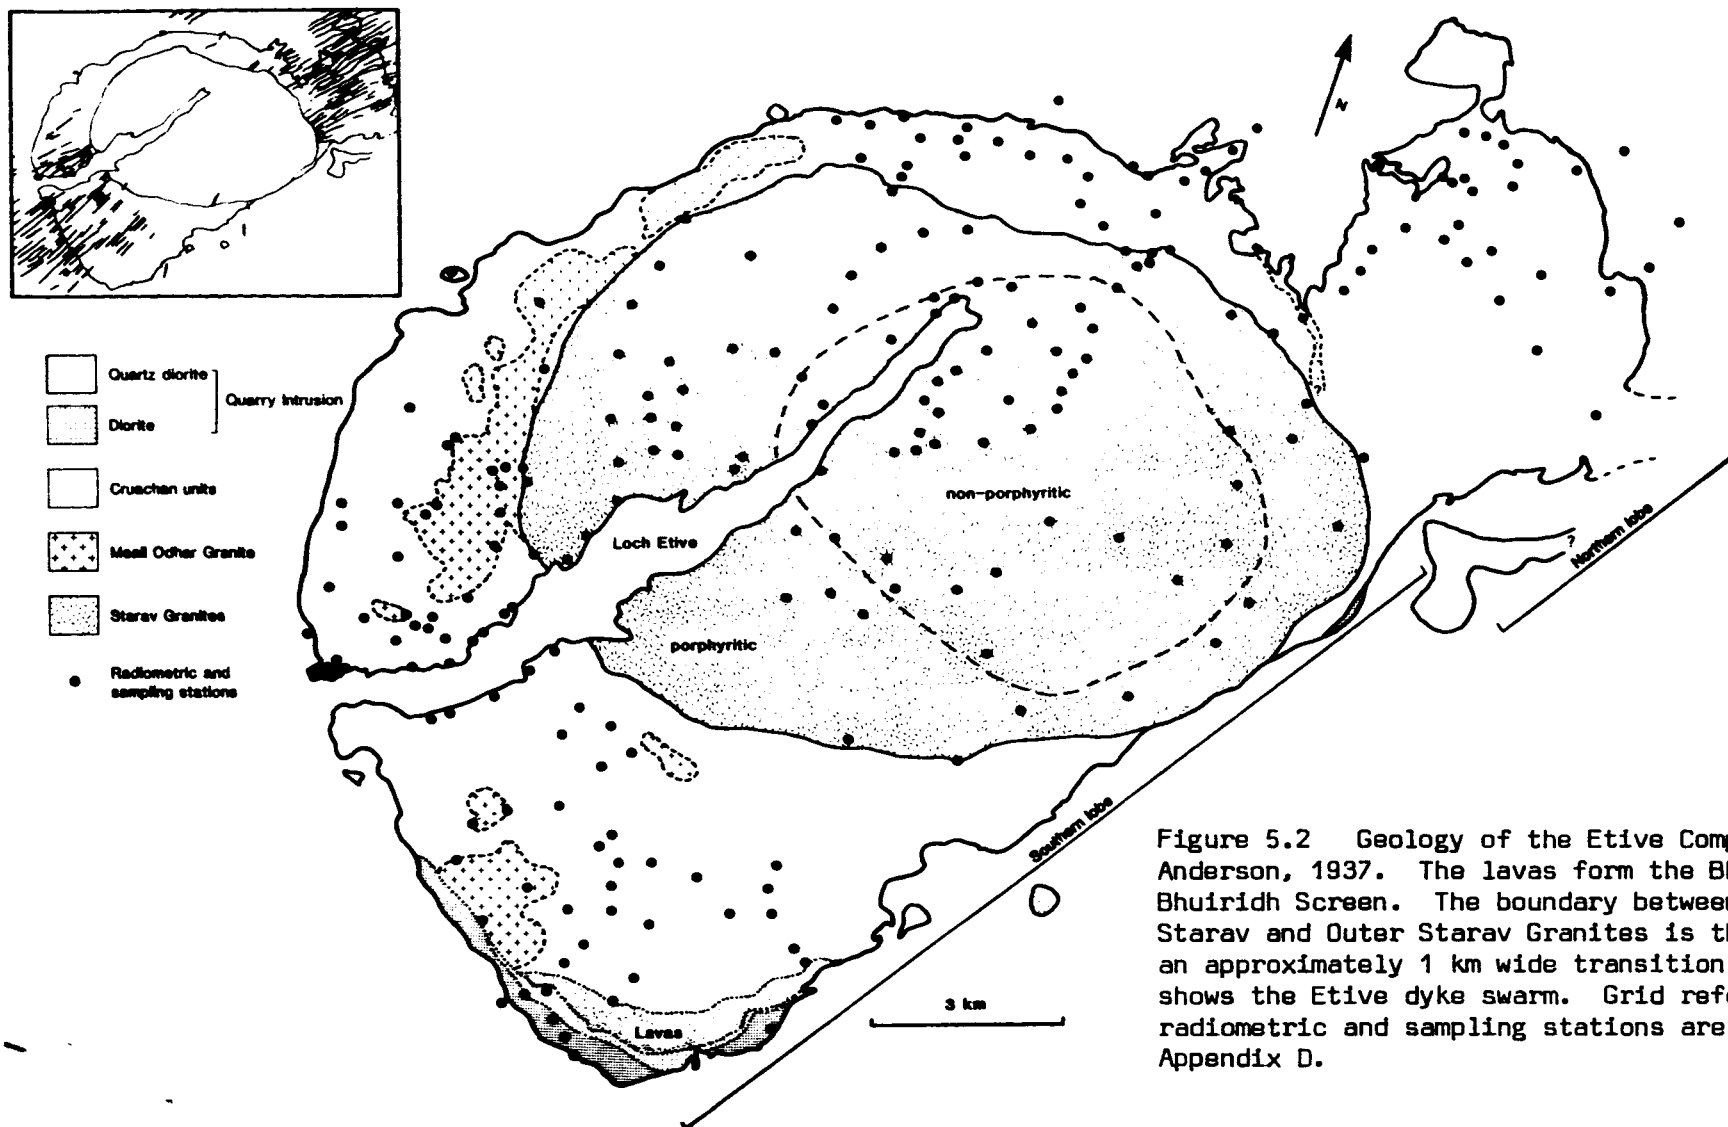 N
Quartz diorite
Quarry Intrusion
Diorite
Cruachan units
Meall Odhar Granite
Starav Granites
Radiometric and
sampling stations
Loch Etive
non-porphyritic
porphyritic
Lavas
?
?
Northern lobe
Southern lobe
3 km
Figure 5.2 Geology of the Etive Com
Anderson, 1937. The lavas form the
Bhuiridh Screen. The boundary between
Starav and Outer Starav Granites is th
an approximately 1 km wide transition
shows the Etive dyke swarm. Grid ref
radiometric and sampling stations are
Appendix D.